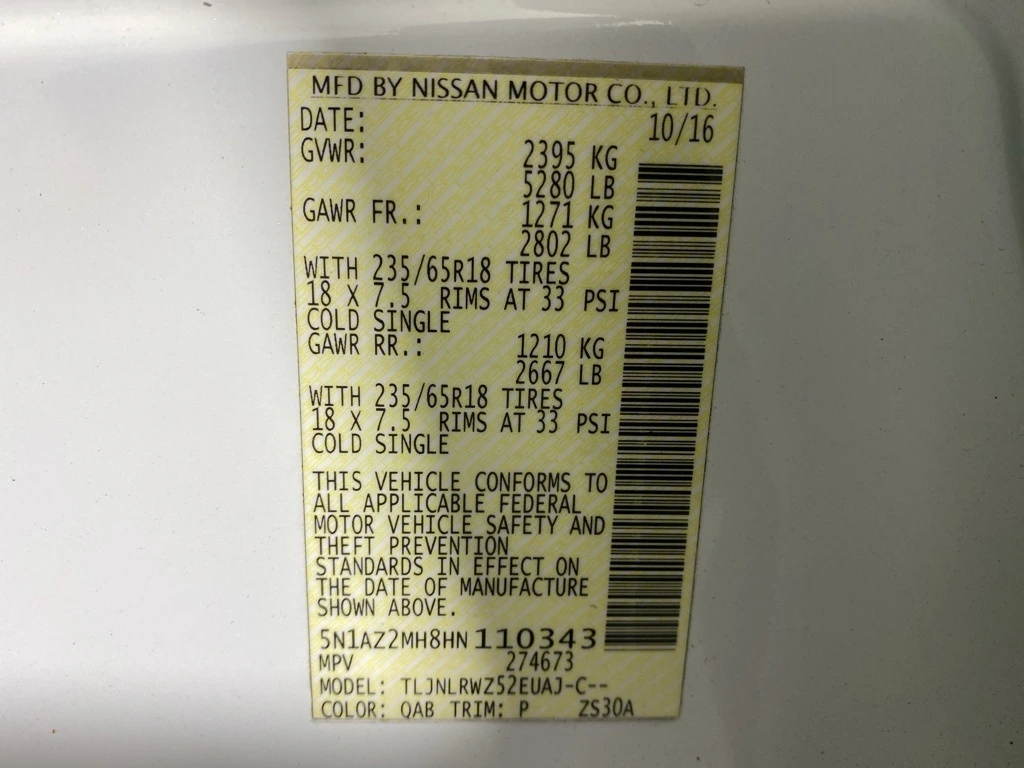 MFD BY NISSAN MOTOR CO., LTD.
DATE: 10/16
GVWR: 2395 KG
5280 LB
GAWR FR.: 1271 KG
2802 LB
WITH 235/65R18 TIRES
18 X 7.5 RIMS AT 33 PSI
COLD SINGLE
GAWR RR.: 1210 KG
2667 LB
WITH 235/65R18 TIRES
18 X 7.5 RIMS AT 33 PSI
COLD SINGLE
THIS VEHICLE CONFORMS TO
ALL APPLICABLE FEDERAL
MOTOR VEHICLE SAFETY AND
THEFT PREVENTION
STANDARDS IN EFFECT ON
THE DATE OF MANUFACTURE
SHOWN ABOVE.
5N1AZ2MH8HN 110343
MPV 274673
MODEL: TLJNLRWZ52EUAJ-C--
COLOR: QAB TRIM: P ZS30A